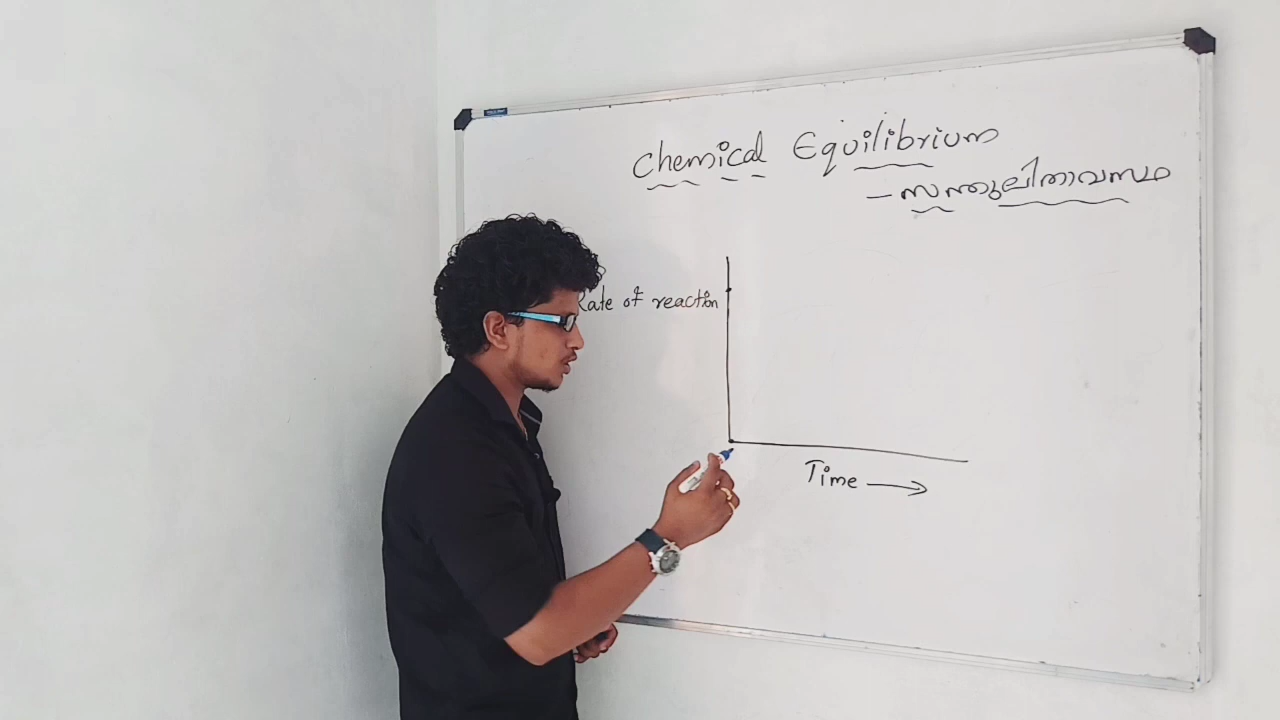 Chemical Equilibrium
– സന്തുലിതാവസ്ഥ
Rate of reaction
Time →